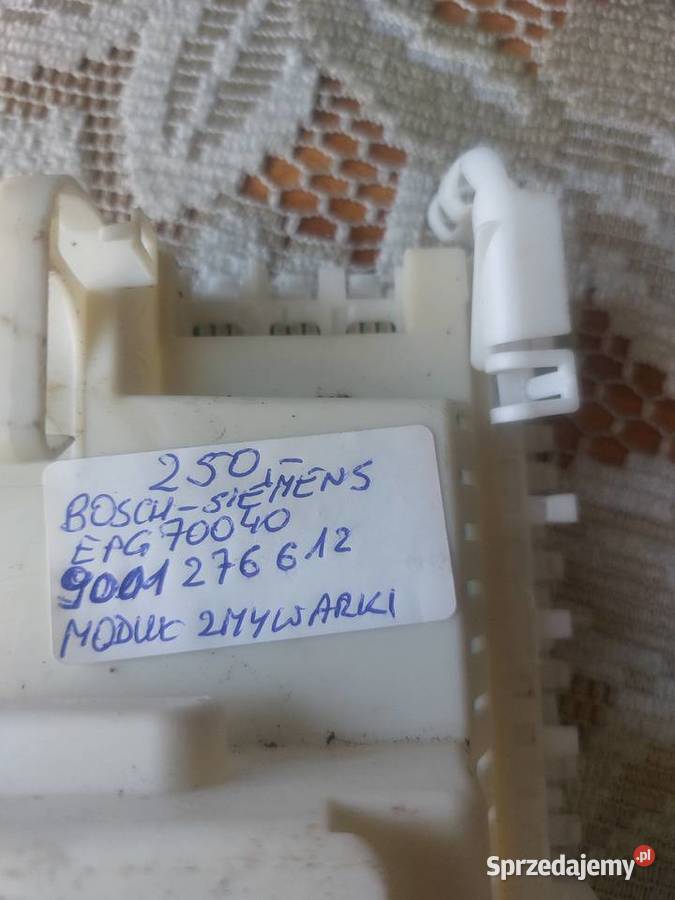 250,-
BOSCH-SIEMENS
EPG 70040
9001 276 612
MODUŁ ZMYWARKI
Sprzedajemy.pl